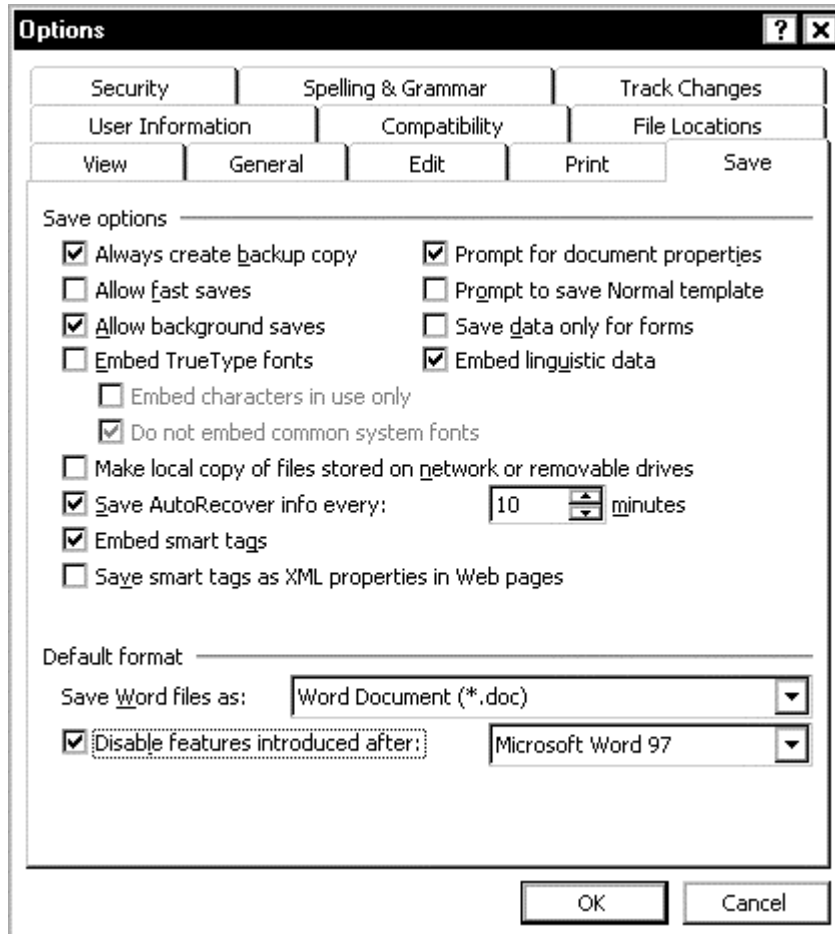 Options
Security Spelling & Grammar Track Changes
User Information Compatibility File Locations
View General Edit Print Save
Save options
Always create backup copy Prompt for document properties
Allow fast saves Prompt to save Normal template
Allow background saves Save data only for forms
Embed TrueType fonts Embed linguistic data
Embed characters in use only
Do not embed common system fonts
Make local copy of files stored on network or removable drives
Save AutoRecover info every: 10 minutes
Embed smart tags
Save smart tags as XML properties in Web pages
Default format
Save Word files as: Word Document (*.doc)
Disable features introduced after: Microsoft Word 97
OK Cancel